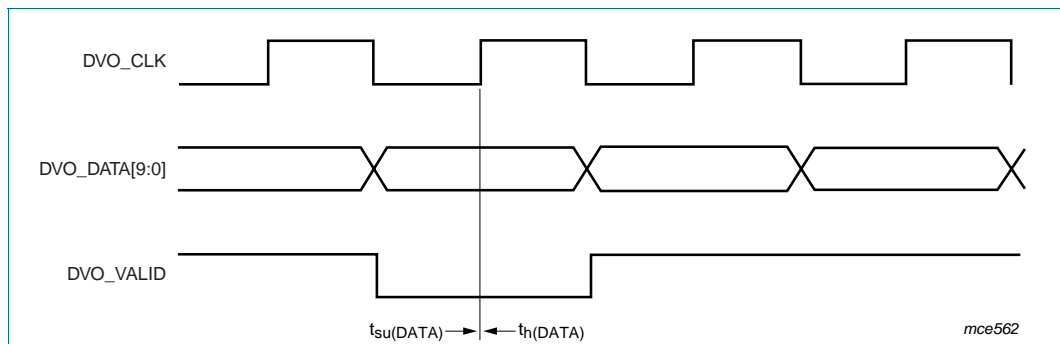 DVO_CLK
DVO_DATA[9:0]
DVO_VALID
tsu(DATA) th(DATA)
mce562